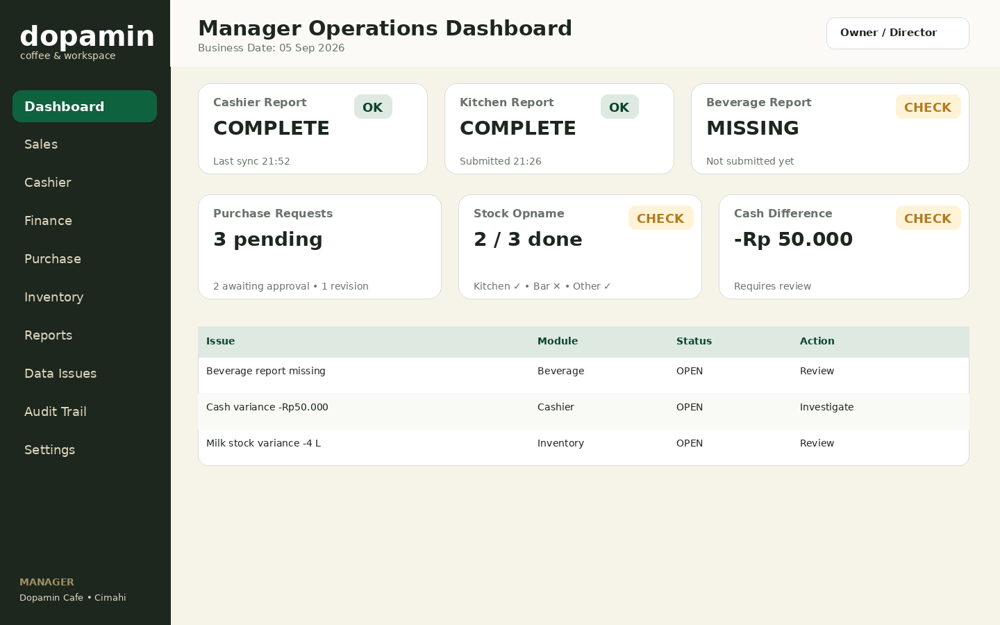 dopamin
coffee & workspace
Dashboard
Sales
Cashier
Finance
Purchase
Inventory
Reports
Data Issues
Audit Trail
Settings
MANAGER
Dopamin Cafe • Cimahi
Manager Operations Dashboard
Business Date: 05 Sep 2026
Owner / Director
Cashier Report
OK
COMPLETE
Last sync 21:52
Kitchen Report
OK
COMPLETE
Submitted 21:26
Beverage Report
CHECK
MISSING
Not submitted yet
Purchase Requests
3 pending
2 awaiting approval • 1 revision
Stock Opname
CHECK
2 / 3 done
Kitchen ✓ • Bar ✕ • Other ✓
Cash Difference
CHECK
-Rp 50.000
Requires review
Issue Module Status Action
Beverage report missing Beverage OPEN Review
Cash variance -Rp50.000 Cashier OPEN Investigate
Milk stock variance -4 L Inventory OPEN Review